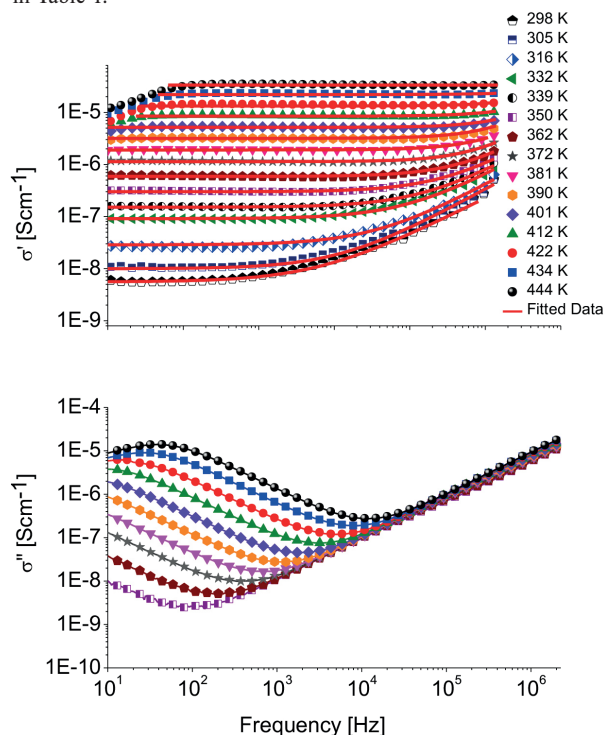 in Table 1.
298 K
305 K
316 K
332 K
339 K
350 K
362 K
372 K
381 K
390 K
401 K
412 K
422 K
434 K
444 K
Fitted Data
σ' [Scm⁻¹]
1E-5
1E-6
1E-7
1E-8
1E-9
σ'' [Scm⁻¹]
1E-4
1E-5
1E-6
1E-7
1E-8
1E-9
1E-10
10¹ 10² 10³ 10⁴ 10⁵ 10⁶
Frequency [Hz]